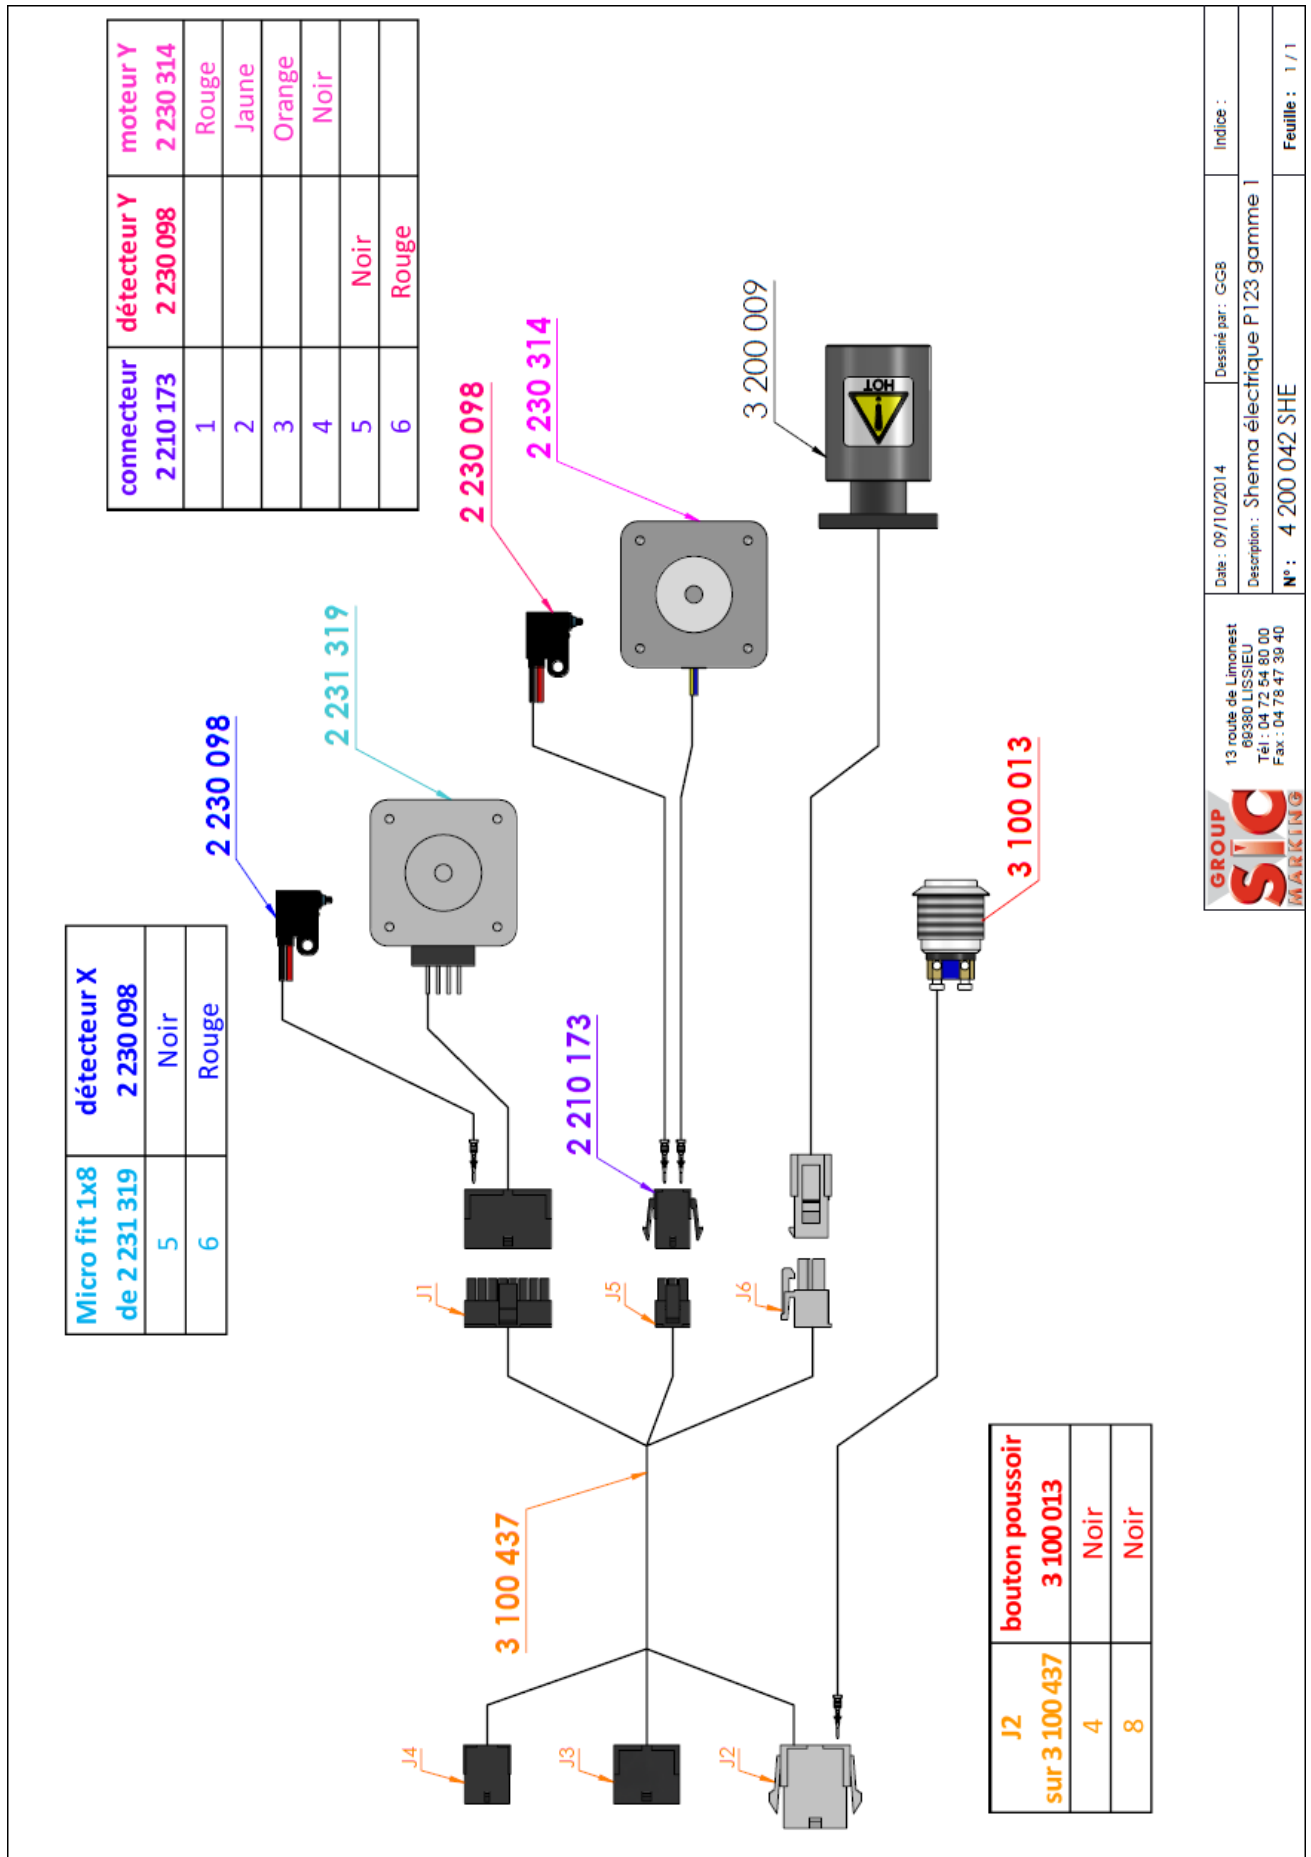 Micro fit 1x8 détecteur X
de 2 231 319 2 230 098
5 Noir
6 Rouge
connecteur détecteur Y moteur Y
2 210 173 2 230 098 2 230 314
1 Rouge
2 Jaune
3 Orange
4 Noir
5 Noir
6 Rouge
2 230 098
2 231 319
2 230 098
2 230 314
3 200 009
HOT
2 210 173
J1
J5
J6
3 100 437
3 100 013
J4
J3
J2
J2 bouton poussoir
sur 3 100 437 3 100 013
4 Noir
8 Noir
GROUP
SIC
MARKING
13 route de Limonest
69380 LISSIEU
Tél : 04 72 54 80 00
Fax : 04 78 47 39 40
Date : 09/10/2014 Dessiné par : GGB Indice :
Description : Shema électrique P123 gamme 1
N° : 4 200 042 SHE Feuille : 1 / 1